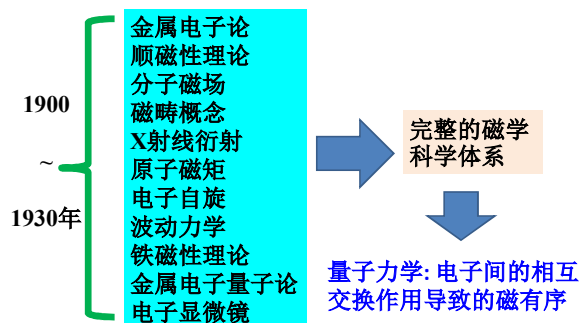 金属电子论
顺磁性理论
分子磁场
磁畴概念
X射线衍射
原子磁矩
电子自旋
波动力学
铁磁性理论
金属电子量子论
电子显微镜
1900
~
1930年
完整的磁学
科学体系
量子力学: 电子间的相互
交换作用导致的磁有序